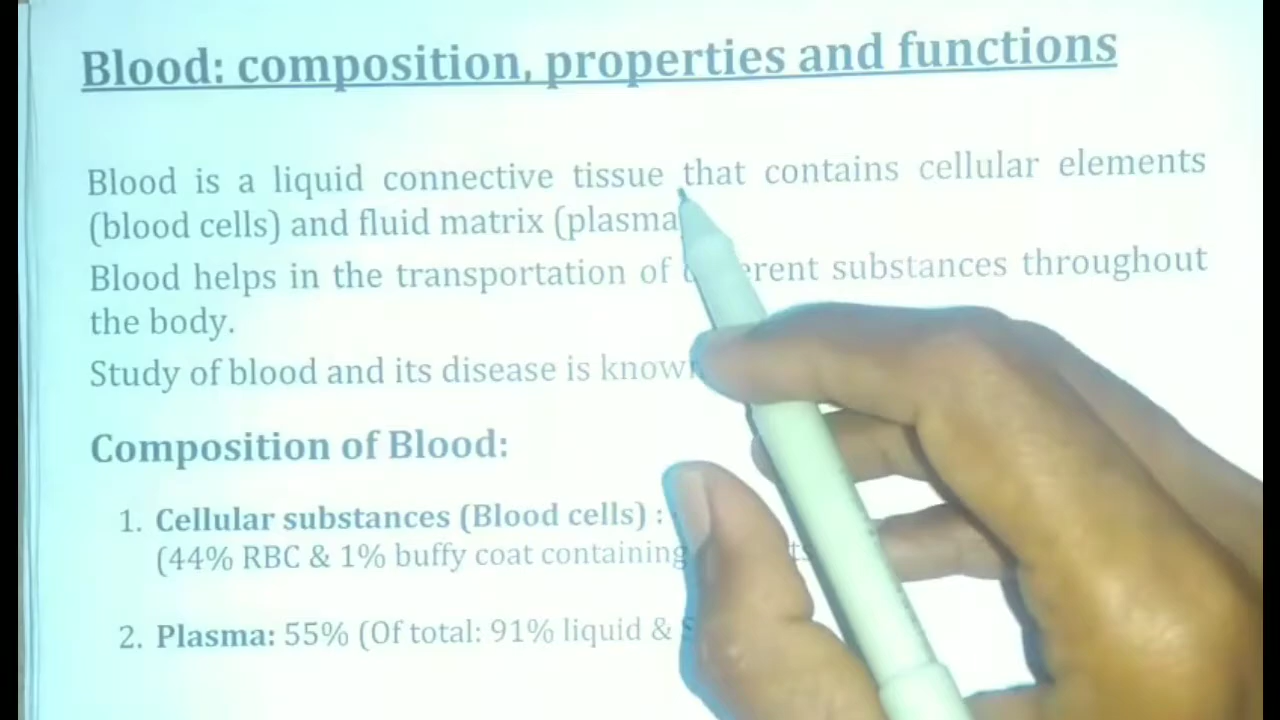 Blood: composition, properties and functions
Blood is a liquid connective tissue that contains cellular elements
(blood cells) and fluid matrix (plasma
Blood helps in the transportation of substances throughout
the body.
Study of blood and its disease is known
Composition of Blood:
1. Cellular substances (Blood cells) :
(44% RBC & 1% buffy coat containing
2. Plasma: 55% (Of total: 91% liquid &